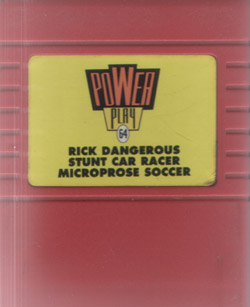 POWER
PLAY
64
RICK DANGEROUS
STUNT CAR RACER
MICROPROSE SOCCER